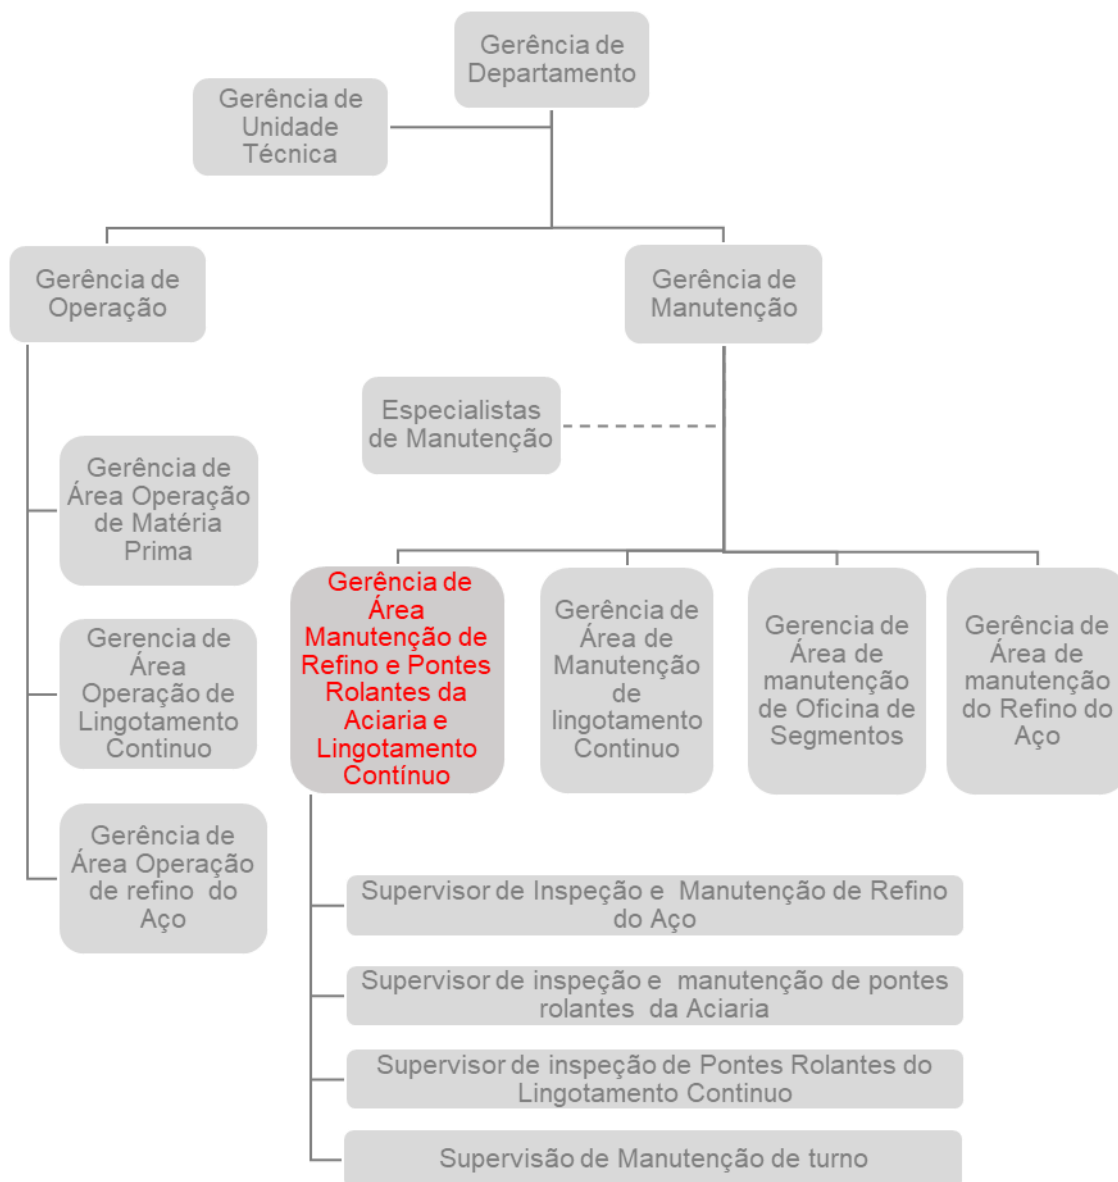 Gerência de
Departamento
Gerência de
Unidade
Técnica
Gerência de
Operação
Gerência de
Manutenção
Especialistas
de Manutenção
Gerência de
Área Operação
de Matéria
Prima
Gerencia de
Área
Operação de
Lingotamento
Continuo
Gerência de
Área Operação
de refino do
Aço
Gerência de
Área
Manutenção de
Refino e Pontes
Rolantes da
Aciaria e
Lingotamento
Contínuo
Gerência de
Área de
Manutenção
de
lingotamento
Continuo
Gerencia de
Área de
manutenção
de Oficina de
Segmentos
Gerência de
Área de
manutenção
do Refino do
Aço
Supervisor de Inspeção e Manutenção de Refino
do Aço
Supervisor de inspeção e manutenção de pontes
rolantes da Aciaria
Supervisor de inspeção de Pontes Rolantes do
Lingotamento Continuo
Supervisão de Manutenção de turno